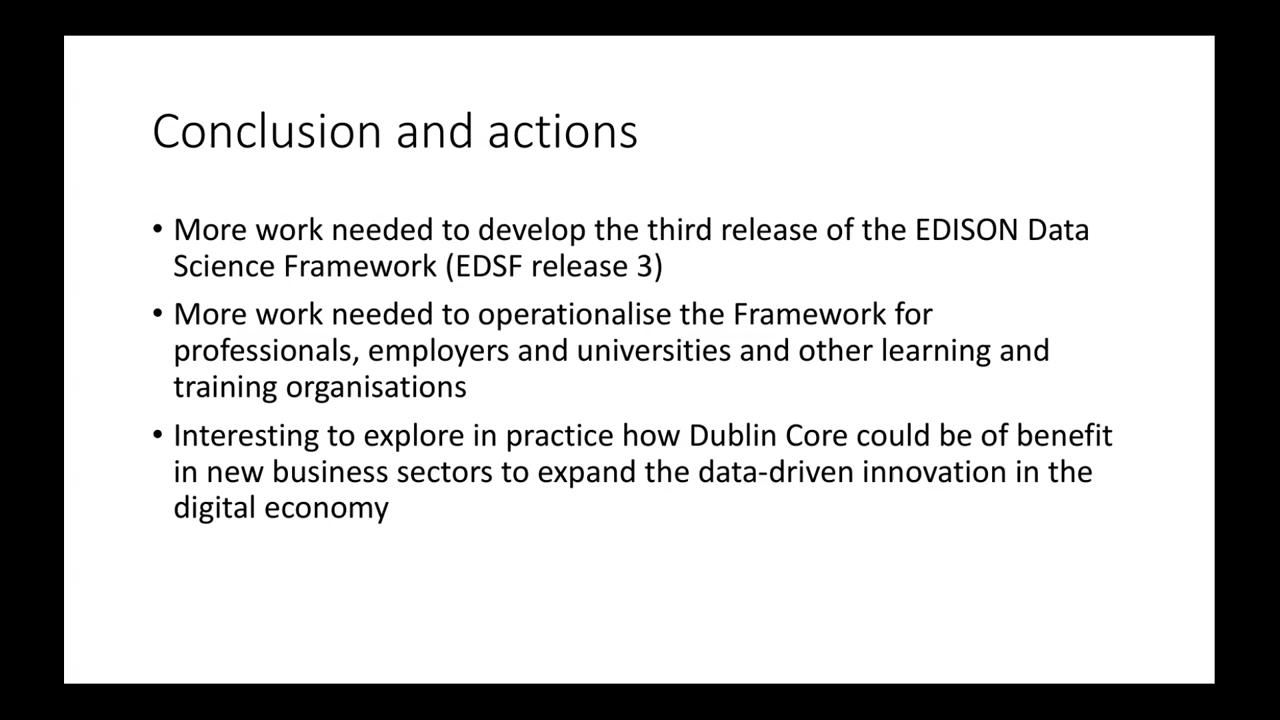 Conclusion and actions
• More work needed to develop the third release of the EDISON Data
Science Framework (EDSF release 3)
• More work needed to operationalise the Framework for
professionals, employers and universities and other learning and
training organisations
• Interesting to explore in practice how Dublin Core could be of benefit
in new business sectors to expand the data-driven innovation in the
digital economy